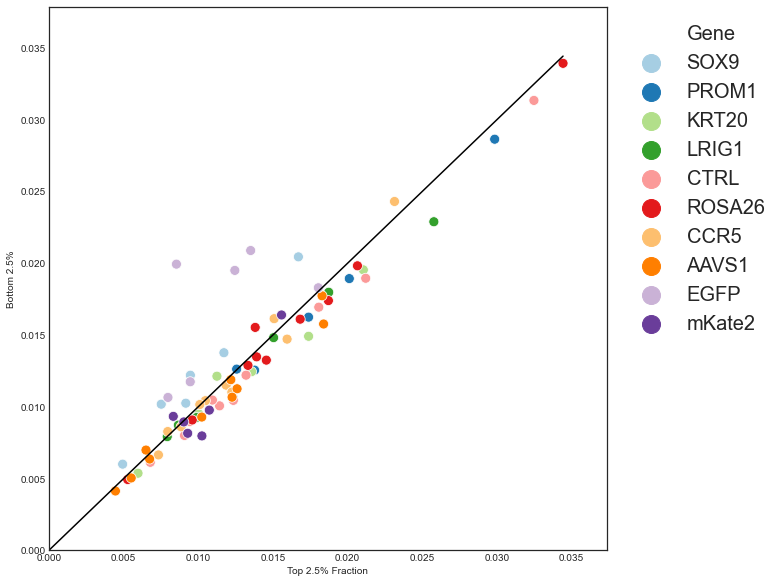 0.035
0.030
0.025
0.020
0.015
0.010
0.005
0.000
Bottom 2.5%
0.000 0.005 0.010 0.015 0.020 0.025 0.030 0.035
Top 2.5% Fraction
Gene
SOX9
PROM1
KRT20
LRIG1
CTRL
ROSA26
CCR5
AAVS1
EGFP
mKate2